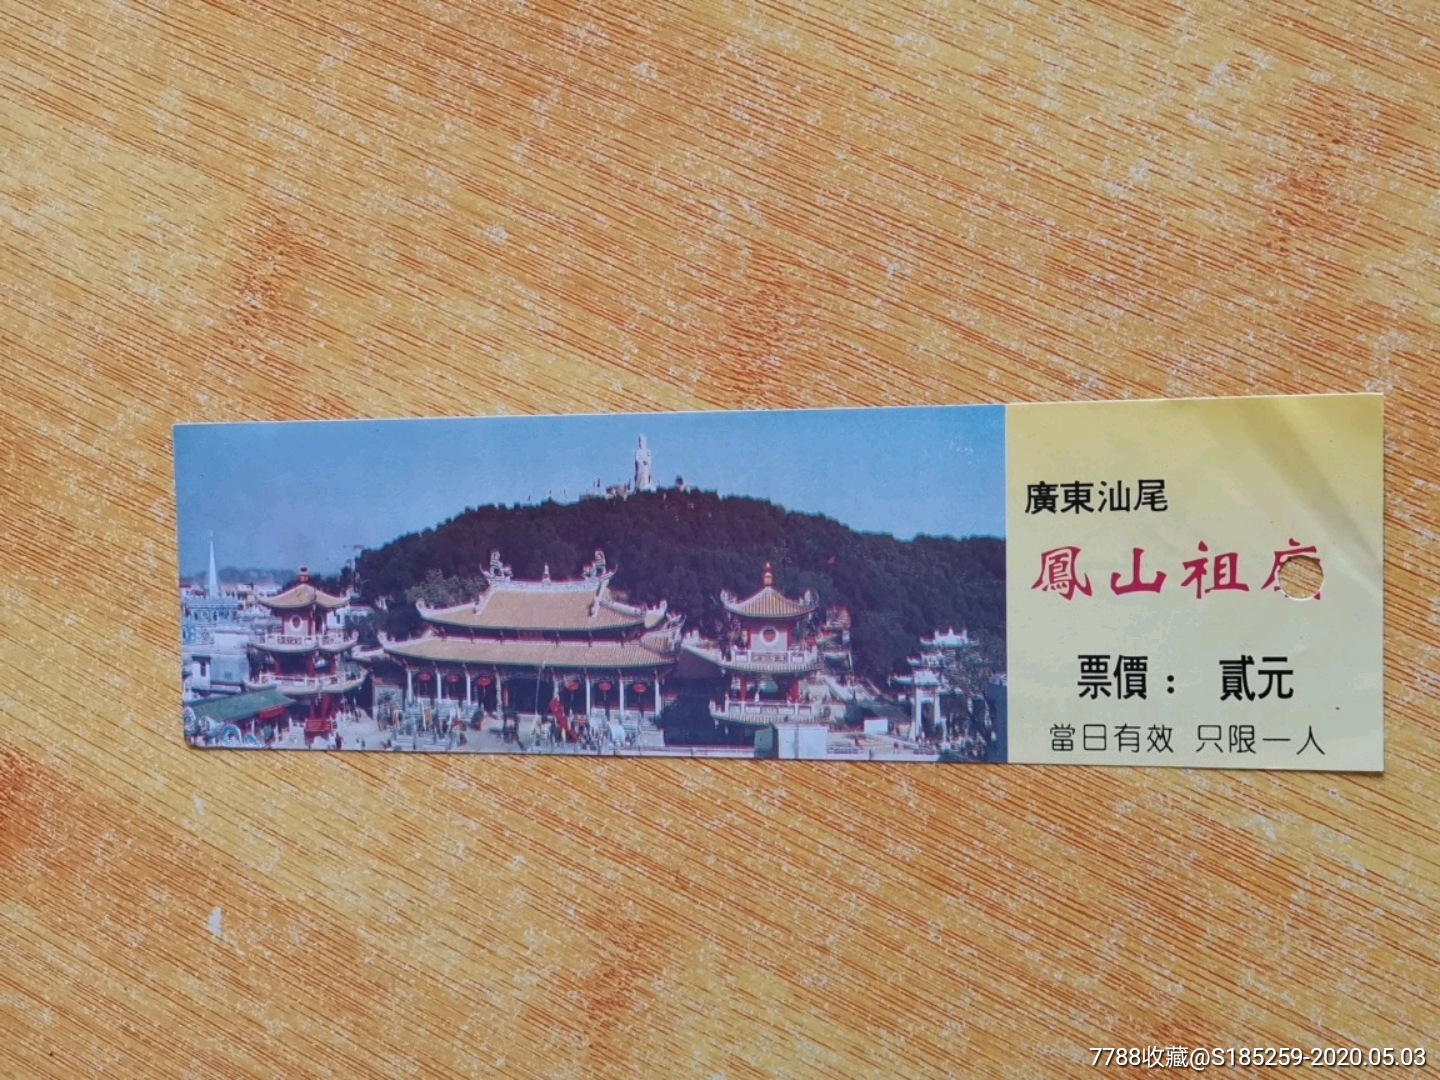 廣東汕尾
鳳山祖
票價： 貳元
當日有效 只限一人
7788收藏@S185259-2020.05.03